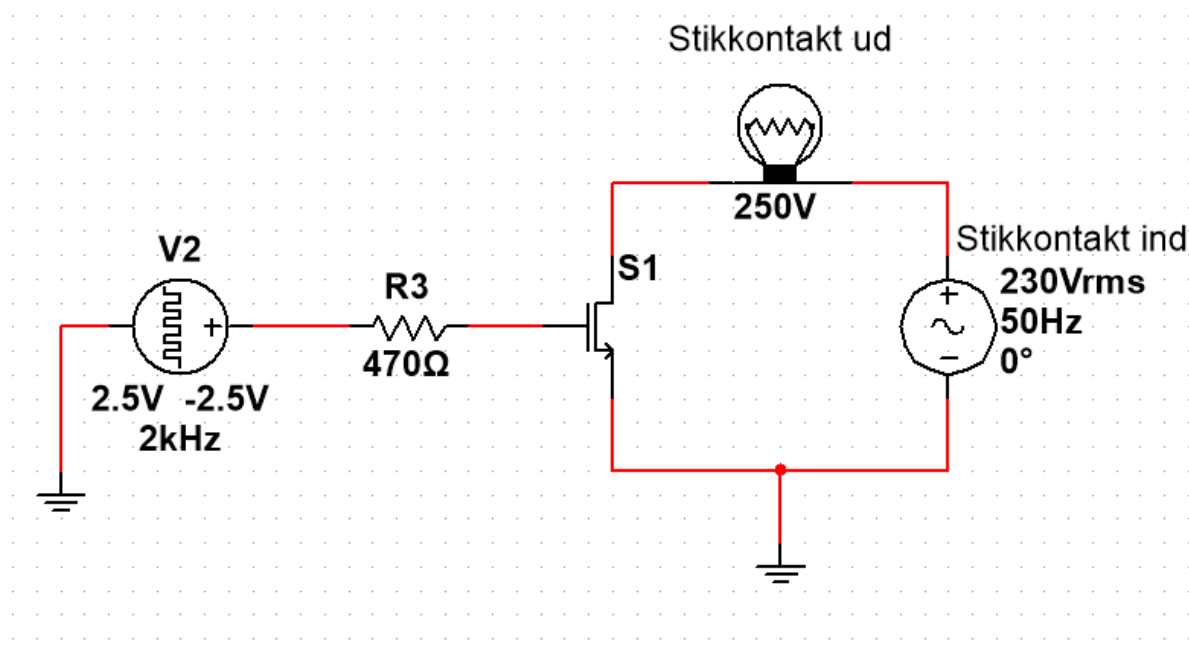 Stikkontakt ud
250V
V2
R3
S1
Stikkontakt ind
230Vrms
50Hz
0°
470Ω
2.5V -2.5V
2kHz